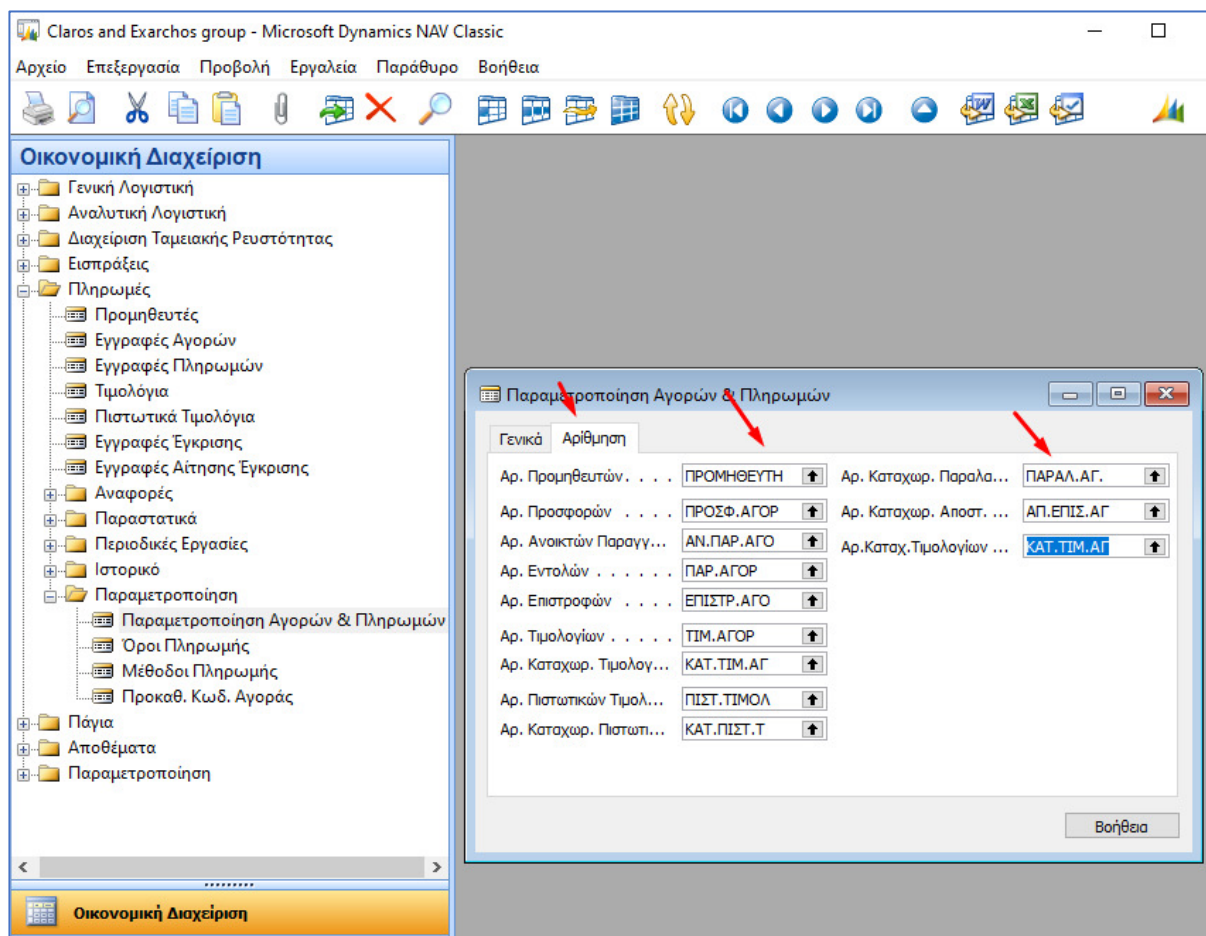 Claros and Exarchos group - Microsoft Dynamics NAV Classic
Αρχείο Επεξεργασία Προβολή Εργαλεία Παράθυρο Βοήθεια
Οικονομική Διαχείριση
Γενική Λογιστική
Αναλυτική Λογιστική
Διαχείριση Ταμειακής Ρευστότητας
Εισπράξεις
Πληρωμές
Προμηθευτές
Εγγραφές Αγορών
Εγγραφές Πληρωμών
Τιμολόγια
Πιστωτικά Τιμολόγια
Εγγραφές Έγκρισης
Εγγραφές Αίτησης Έγκρισης
Αναφορές
Παραστατικά
Περιοδικές Εργασίες
Ιστορικό
Παραμετροποίηση
Παραμετροποίηση Αγορών & Πληρωμών
Όροι Πληρωμής
Μέθοδοι Πληρωμής
Προκαθ. Κωδ. Αγοράς
Πάγια
Αποθέματα
Παραμετροποίηση
Οικονομική Διαχείριση
Παραμετροποίηση Αγορών & Πληρωμών
Γενικά Αρίθμηση
Αρ. Προμηθευτών. . . . ΠΡΟΜΗΘΕΥΤΗ Αρ. Καταχωρ. Παραλα... ΠΑΡΑΛ.ΑΓ.
Αρ. Προσφορών . . . . ΠΡΟΣΦ.ΑΓΟΡ Αρ. Καταχωρ. Αποστ. ... ΑΠ.ΕΠΙΣ.ΑΓ
Αρ. Ανοικτών Παραγγ... ΑΝ.ΠΑΡ.ΑΓΟ Αρ.Καταχ.Τιμολογίων ... ΚΑΤ.ΤΙΜ.ΑΓ
Αρ. Εντολών . . . . . . ΠΑΡ.ΑΓΟΡ
Αρ. Επιστροφών . . . . ΕΠΙΣΤΡ.ΑΓΟ
Αρ. Τιμολογίων . . . . . ΤΙΜ.ΑΓΟΡ
Αρ. Καταχωρ. Τιμολογ... ΚΑΤ.ΤΙΜ.ΑΓ
Αρ. Πιστωτικών Τιμολ... ΠΙΣΤ.ΤΙΜΟΛ
Αρ. Καταχωρ. Πιστωτι... ΚΑΤ.ΠΙΣΤ.Τ
Βοήθεια